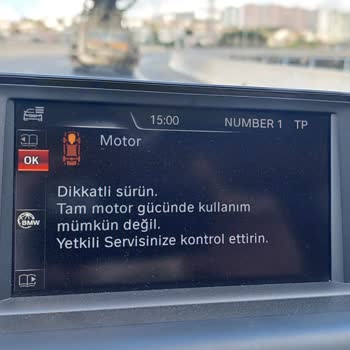 15:00 NUMBER 1 TP
Motor
OK
Dikkatli sürün.
Tam motor gücünde kullanım
mümkün değil.
BMW
Yetkili Servisinize kontrol ettirin.